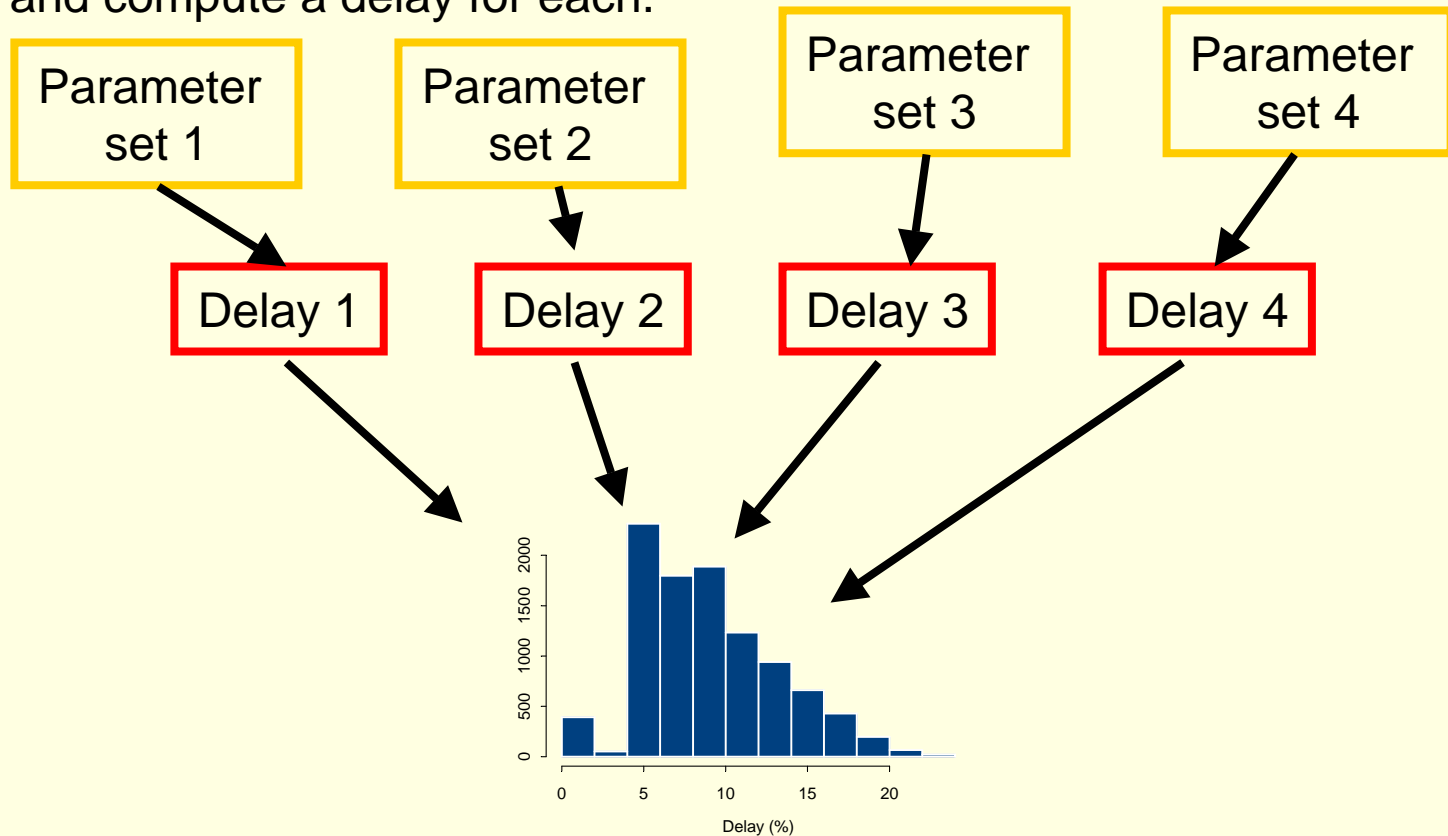 and compute a delay for each.
Parameter
set 1
Parameter
set 2
Parameter
set 3
Parameter
set 4
Delay 1
Delay 2
Delay 3
Delay 4
2000
1500
1000
500
0
0 5 10 15 20
Delay (%)